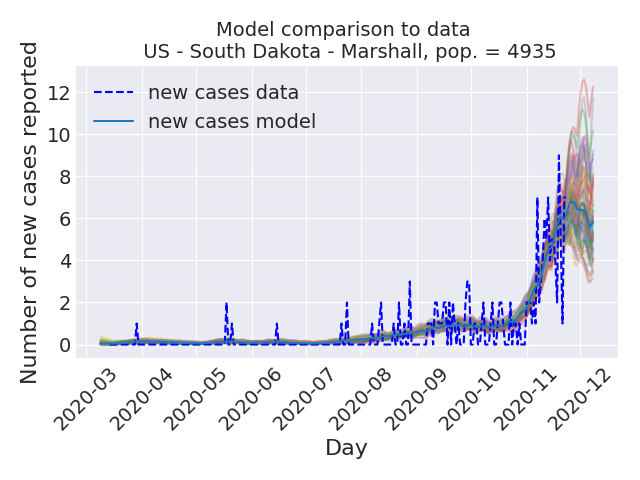 Model comparison to data
US - South Dakota - Marshall, pop. = 4935
Number of new cases reported
12
10
8
6
4
2
0
new cases data
new cases model
2020-03
2020-04
2020-05
2020-06
2020-07
2020-08
2020-09
2020-10
2020-11
2020-12
Day